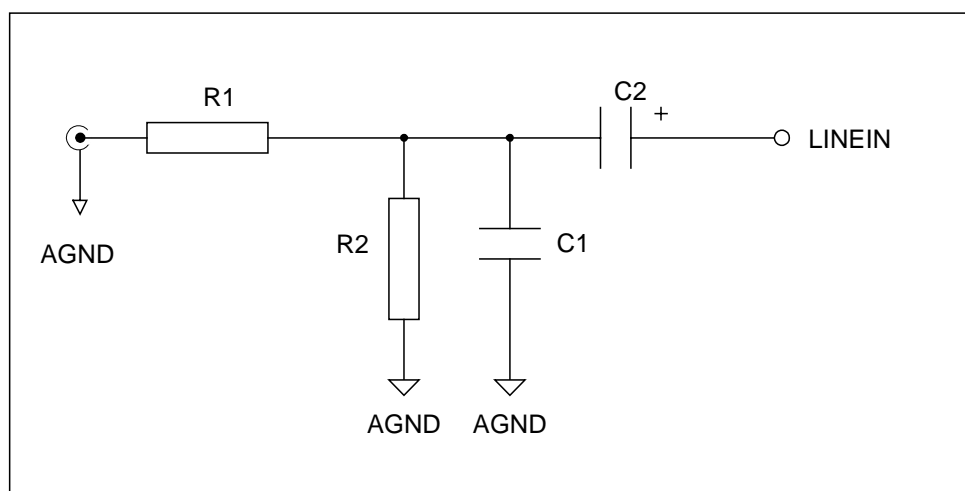 R1
C2
+
LINEIN
AGND
R2
C1
AGND
AGND